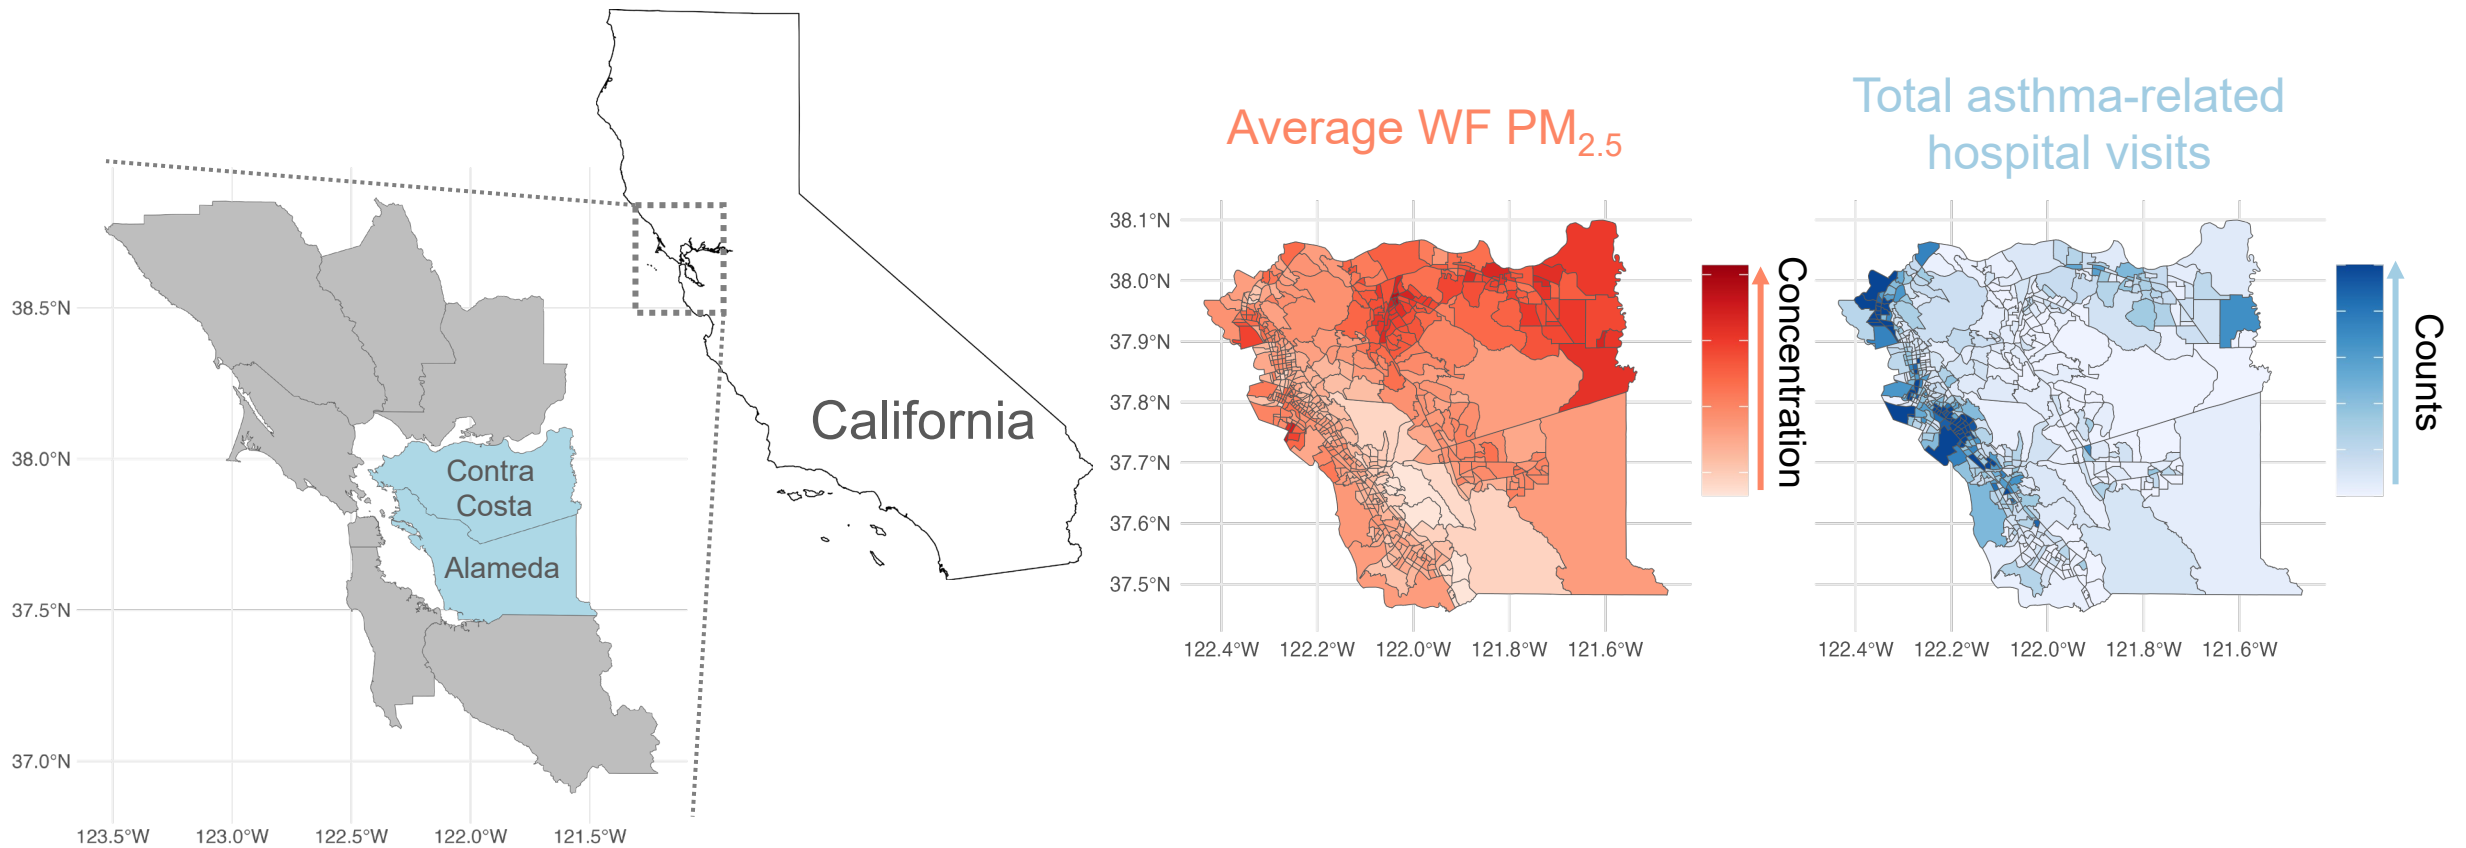 38.5°N
38.0°N
37.5°N
37.0°N
123.5°W
123.0°W
122.5°W
122.0°W
121.5°W
Contra
Costa
Alameda
California
Average WF PM2.5
38.1°N
38.0°N
37.9°N
37.8°N
37.7°N
37.6°N
37.5°N
122.4°W
122.2°W
122.0°W
121.8°W
121.6°W
Concentration
Total asthma-related
hospital visits
122.4°W
122.2°W
122.0°W
121.8°W
121.6°W
Counts